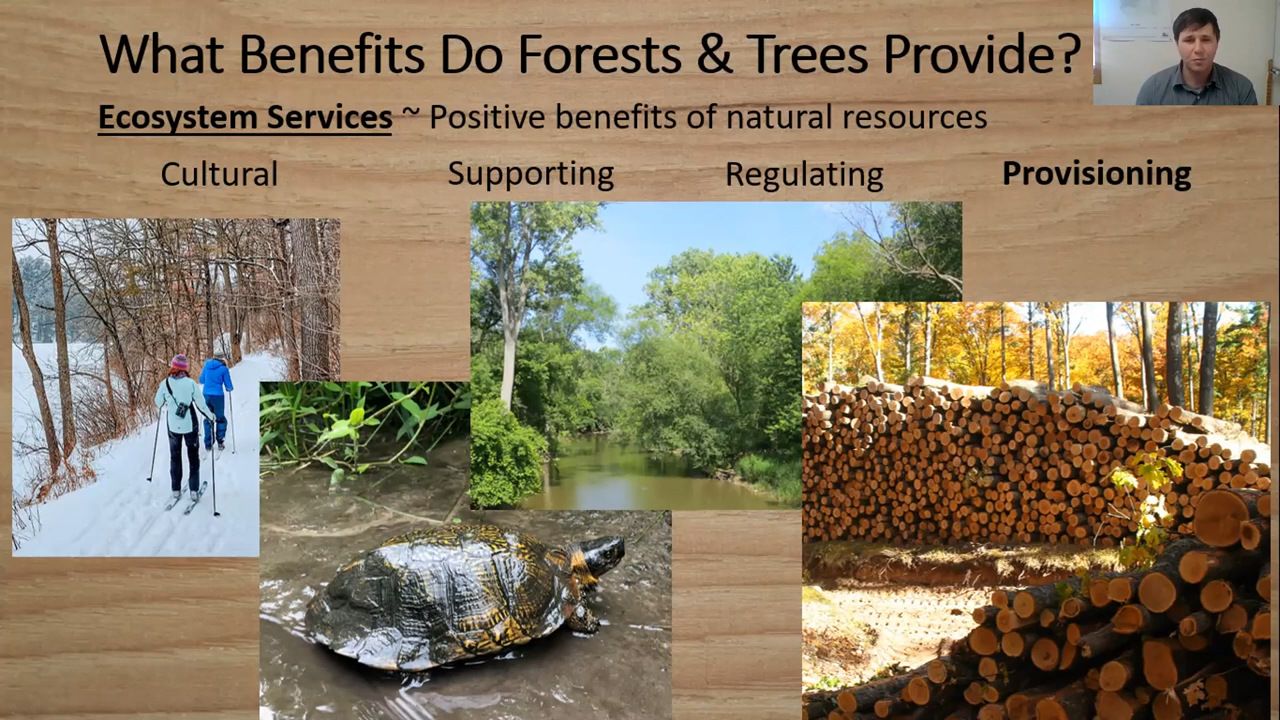 What Benefits Do Forests & Trees Provide?
Ecosystem Services ~ Positive benefits of natural resources
Cultural Supporting Regulating Provisioning